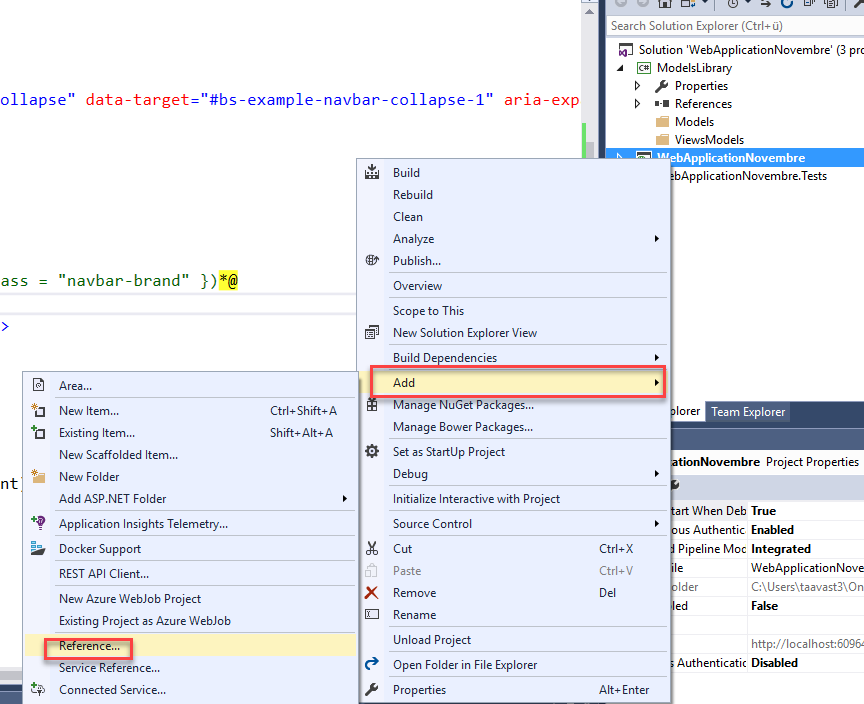 Search Solution Explorer (Ctrl+ü)
Solution 'WebApplicationNovembre' (3 pro
ModelsLibrary
Properties
References
Models
ViewsModels
WebApplicationNovembre
ebApplicationNovembre.Tests
ollapse" data-target="#bs-example-navbar-collapse-1" aria-exp
ass = "navbar-brand" })*@
>
nt)
Build
Rebuild
Clean
Analyze
Publish...
Overview
Scope to This
New Solution Explorer View
Build Dependencies
Add
Manage NuGet Packages...
Manage Bower Packages...
Set as StartUp Project
Debug
Initialize Interactive with Project
Source Control
Cut Ctrl+X
Paste Ctrl+V
Remove Del
Rename
Unload Project
Open Folder in File Explorer
Properties Alt+Enter
Area...
New Item... Ctrl+Shift+A
Existing Item... Shift+Alt+A
New Scaffolded Item...
New Folder
Add ASP.NET Folder
Application Insights Telemetry...
Docker Support
REST API Client...
New Azure WebJob Project
Existing Project as Azure WebJob
Reference...
Service Reference...
Connected Service...
plorer Team Explorer
ationNovembre Project Properties
tart When Deb True
ous Authentic Enabled
d Pipeline Moc Integrated
ile WebApplicationNove
older C:\Users\taavast3\On
led False
http://localhost:60964
s Authenticatic Disabled